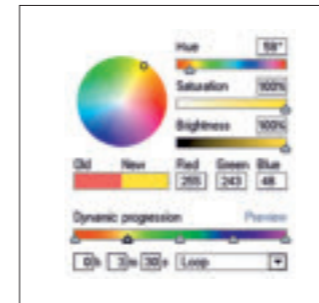 Hue 58°
Saturation 100%
Brightness 100%
Old New Red Green Blue
255 243 48
Dynamic progression Preview
0 h 3 m 30 s Loop